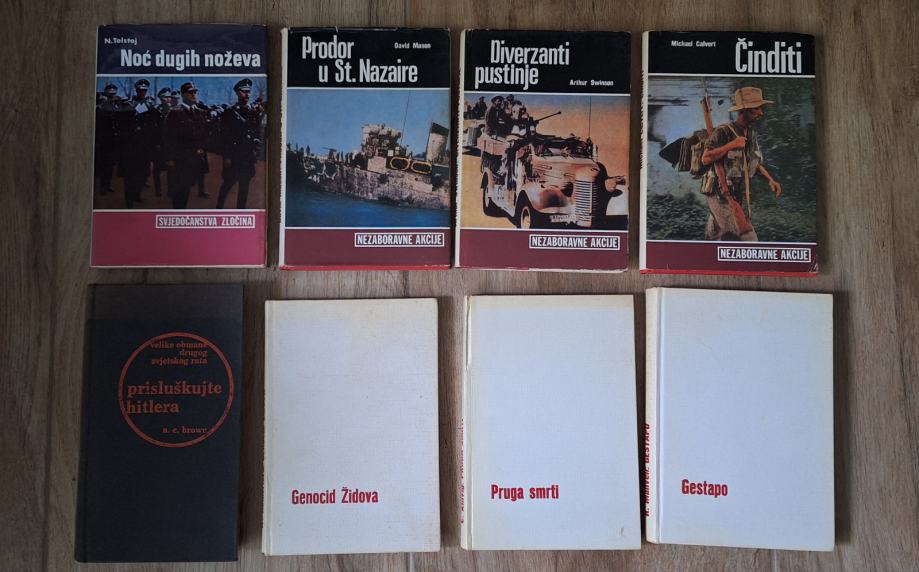 N. Tolstoj
Noć dugih noževa
SVJEDOČANSTVA ZLOČINA
Prodor
David Mason
u St. Nazaire
NEZABORAVNE AKCIJE
Diverzanti
pustinje
Arthur Swinson
NEZABORAVNE AKCIJE
Michael Calvert
Činditi
NEZABORAVNE AKCIJE
velike obmane
drugog
svjetskog rata
prisluškujte
hitlera
a. c. brown
Genocid Židova
Pruga smrti
Gestapo
GESTAPO